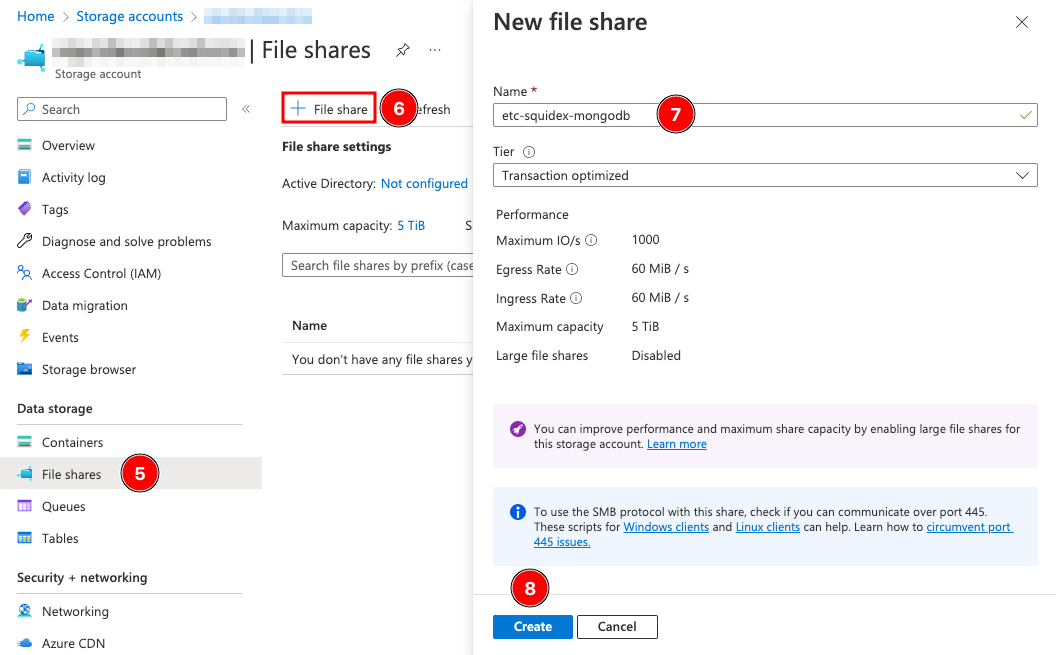 Home > Storage accounts >
| File shares
Storage account
Search
Overview
Activity log
Tags
Diagnose and solve problems
Access Control (IAM)
Data migration
Events
Storage browser
Data storage
Containers
File shares
5
Queues
Tables
Security + networking
Networking
Azure CDN
File share
6
efresh
File share settings
Active Directory: Not configured
Maximum capacity: 5 TiB
S
Search file shares by prefix (case
Name
You don't have any file shares y
New file share
Name *
etc-squidex-mongodb
7
Tier
Transaction optimized
Performance
Maximum IO/s 1000
Egress Rate 60 MiB / s
Ingress Rate 60 MiB / s
Maximum capacity 5 TiB
Large file shares Disabled
You can improve performance and maximum share capacity by enabling large file shares for
this storage account. Learn more
To use the SMB protocol with this share, check if you can communicate over port 445.
These scripts for Windows clients and Linux clients can help. Learn how to circumvent port
445 issues.
8
Create Cancel